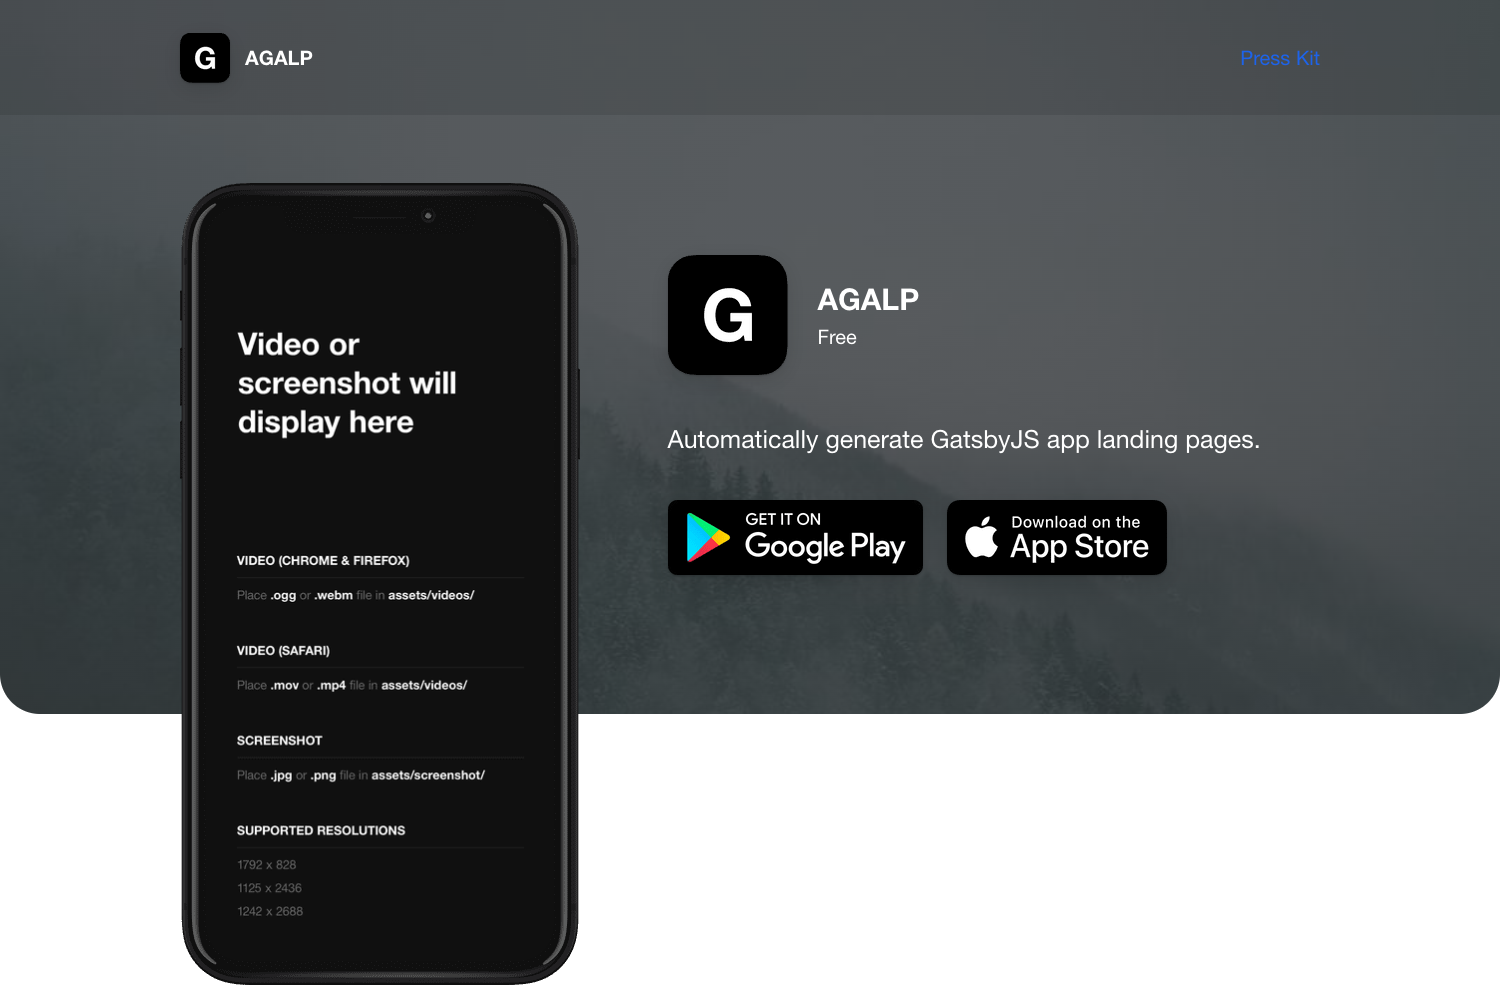 G AGALP
Press Kit
Video or
screenshot will
display here
VIDEO (CHROME & FIREFOX)
Place .ogg or .webm file in assets/videos/
VIDEO (SAFARI)
Place .mov or .mp4 file in assets/videos/
SCREENSHOT
Place .jpg or .png file in assets/screenshot/
SUPPORTED RESOLUTIONS
1792 x 828
1125 x 2436
1242 x 2688
G
AGALP
Free
Automatically generate GatsbyJS app landing pages.
GET IT ON
Google Play
Download on the
App Store